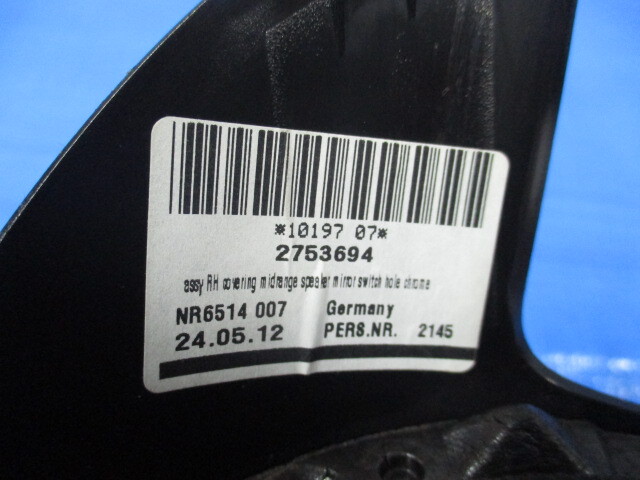 *10197 07*
2753694
assy RH covering midrange speaker mirror switch hole chrome
NR6514 007 Germany
24.05.12 PERS.NR. 2145